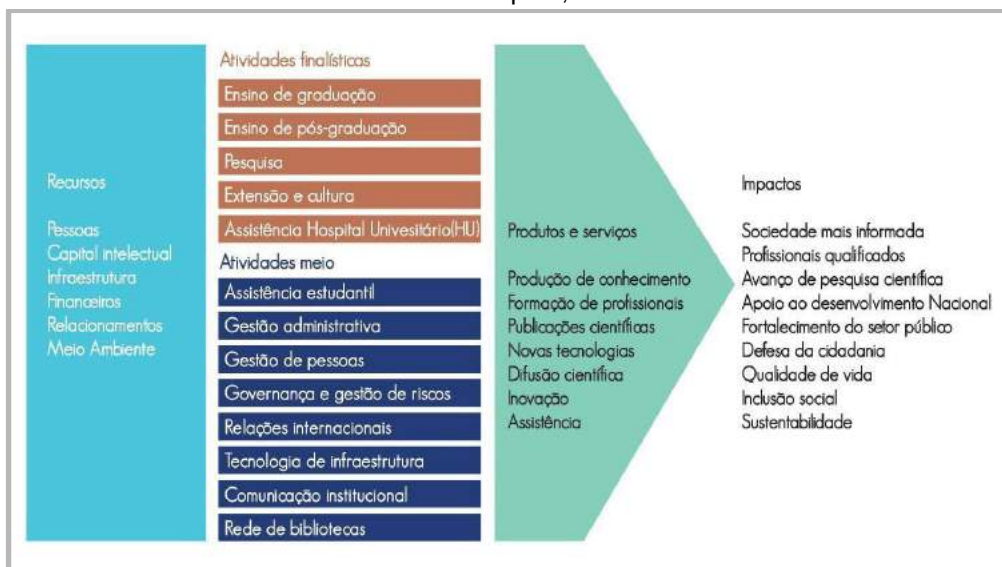 Recursos
Pessoas
Capital intelectual
Infraestrutura
Financeiros
Relacionamentos
Meio Ambiente
Atividades finalísticas
Ensino de graduação
Ensino de pós-graduação
Pesquisa
Extensão e cultura
Assistência Hospital Univesitário(HU)
Atividades meio
Assistência estudantil
Gestão administrativa
Gestão de pessoas
Governança e gestão de riscos
Relações internacionais
Tecnologia de infraestrutura
Comunicação institucional
Rede de bibliotecas
Produtos e serviços
Produção de conhecimento
Formação de profissionais
Publicações científicas
Novas tecnologias
Difusão científica
Inovação
Assistência
Impactos
Sociedade mais informada
Profissionais qualificados
Avanço de pesquisa científica
Apoio ao desenvolvimento Nacional
Fortalecimento do setor público
Defesa da cidadania
Qualidade de vida
Inclusão social
Sustentabilidade